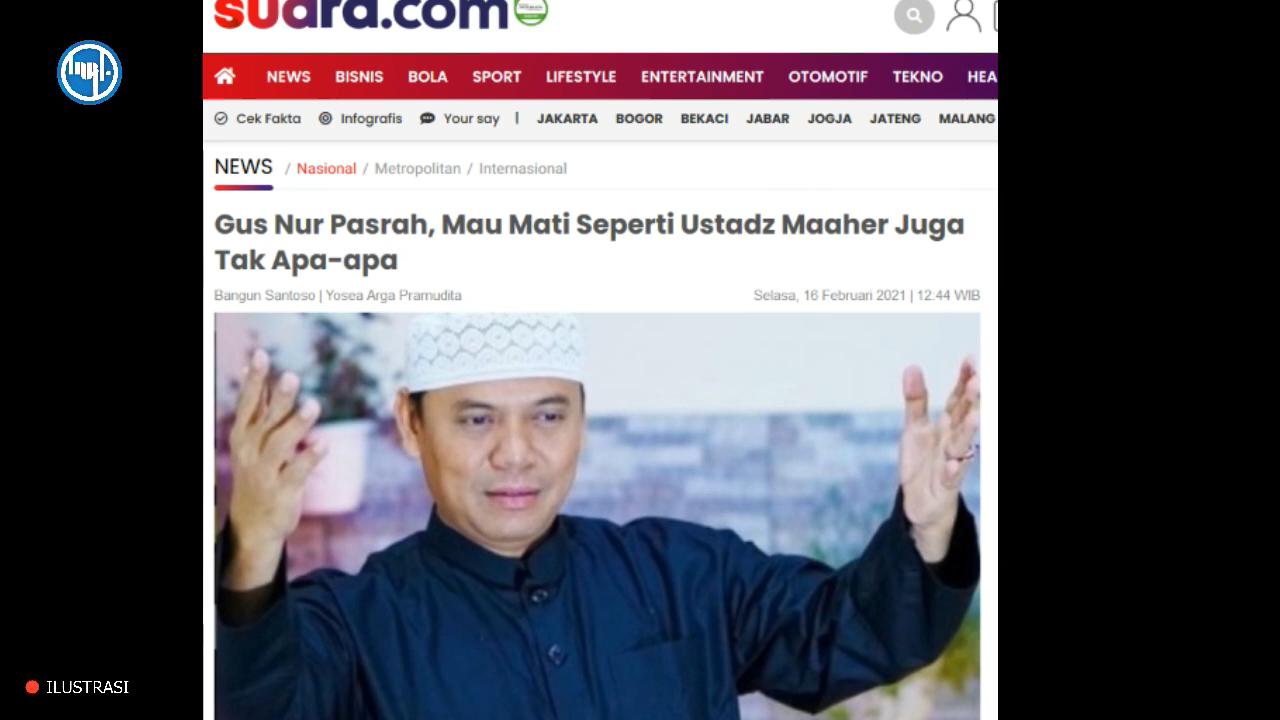 suara.com
NEWS BISNIS BOLA SPORT LIFESTYLE ENTERTAINMENT OTOMOTIF TEKNO HEA
Cek Fakta Infografis Your say | JAKARTA BOGOR BEKACI JABAR JOGJA JATENG MALANG
NEWS / Nasional / Metropolitan / Internasional
Gus Nur Pasrah, Mau Mati Seperti Ustadz Maaher Juga
Tak Apa-apa
Bangun Santoso | Yosea Arga Pramudita Selasa, 16 Februari 2021 | 12:44 WIB
ILUSTRASI